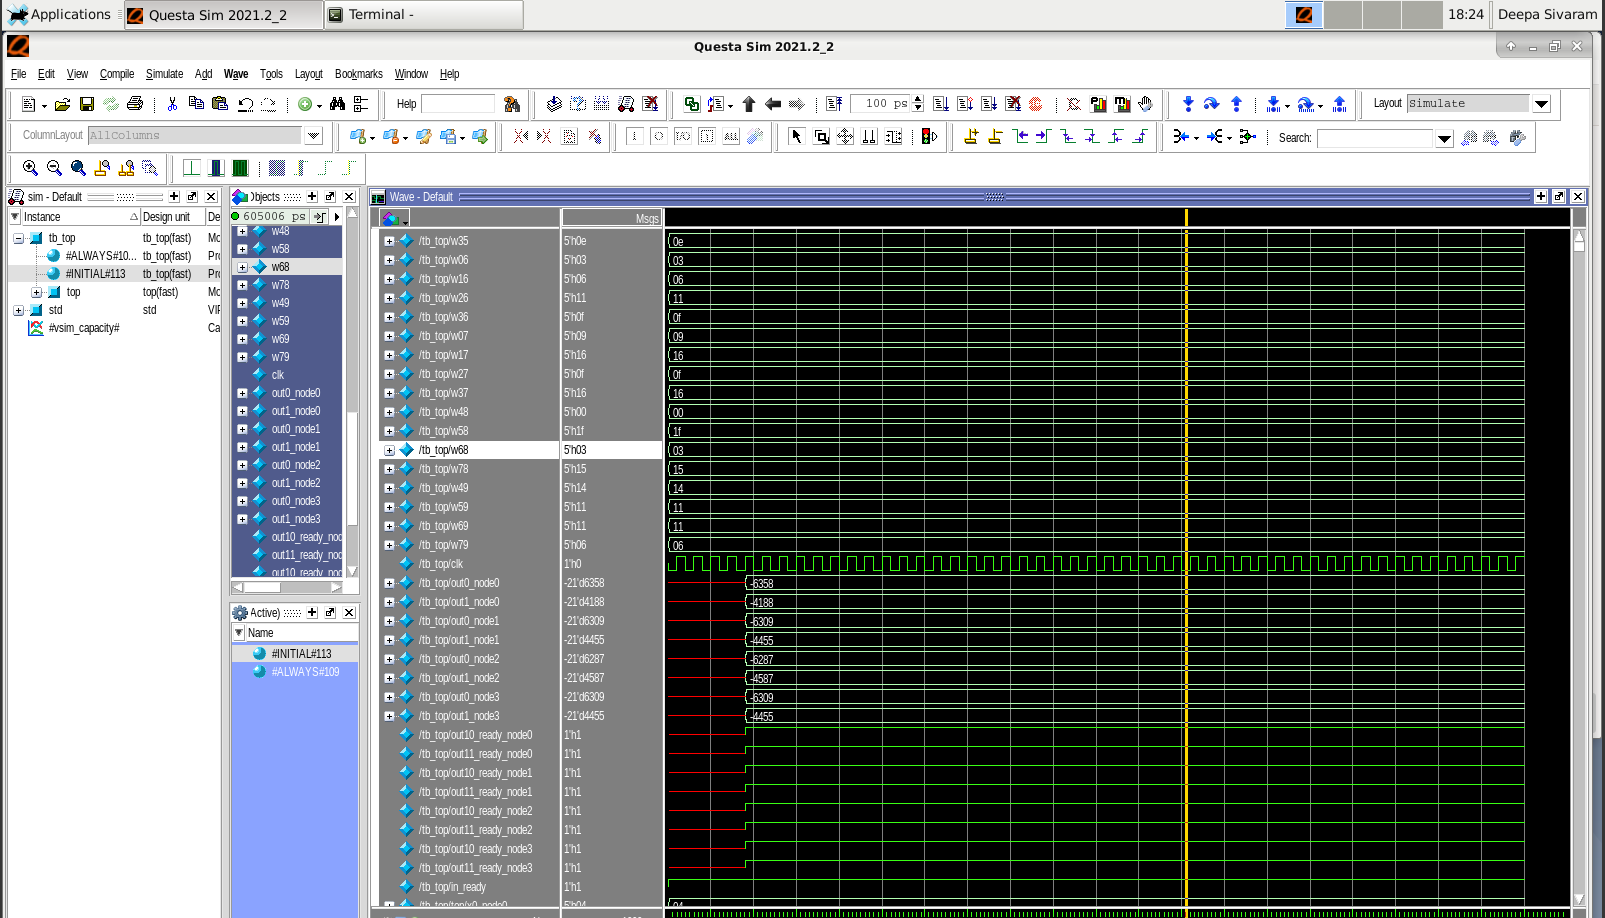 Applications
Questa Sim 2021.2_2
Terminal -
18:24
Deepa Sivaram
Questa Sim 2021.2_2
File Edit View Compile Simulate Add Wave Tools Layout Bookmarks Window Help
Help
100 ps
Layout Simulate
ColumnLayout AllColumns
Search:
sim - Default
Instance Design unit De
tb_top tb_top(fast) Mo
#ALWAYS#10... tb_top(fast) Pro
#INITIAL#113 tb_top(fast) Pro
top top(fast) Mo
std std VIF
#vsim_capacity# Ca
Objects
605006 ps
w48
w58
w68
w78
w49
w59
w69
w79
clk
out0_node0
out1_node0
out0_node1
out1_node1
out0_node2
out1_node2
out0_node3
out1_node3
out10_ready_nod
out11_ready_nod
out10_ready_nod
Active)
Name
#INITIAL#113
#ALWAYS#109
Wave - Default
Msgs
/tb_top/w35 5'h0e 0e
/tb_top/w06 5'h03 03
/tb_top/w16 5'h06 06
/tb_top/w26 5'h11 11
/tb_top/w36 5'h0f 0f
/tb_top/w07 5'h09 09
/tb_top/w17 5'h16 16
/tb_top/w27 5'h0f 0f
/tb_top/w37 5'h16 16
/tb_top/w48 5'h00 00
/tb_top/w58 5'h1f 1f
/tb_top/w68 5'h03 03
/tb_top/w78 5'h15 15
/tb_top/w49 5'h14 14
/tb_top/w59 5'h11 11
/tb_top/w69 5'h11 11
/tb_top/w79 5'h06 06
/tb_top/clk 1'h0
/tb_top/out0_node0 -21'd6358 -6358
/tb_top/out1_node0 -21'd4188 -4188
/tb_top/out0_node1 -21'd6309 -6309
/tb_top/out1_node1 -21'd4455 -4455
/tb_top/out0_node2 -21'd6287 -6287
/tb_top/out1_node2 -21'd4587 -4587
/tb_top/out0_node3 -21'd6309 -6309
/tb_top/out1_node3 -21'd4455 -4455
/tb_top/out10_ready_node0 1'h1
/tb_top/out11_ready_node0 1'h1
/tb_top/out10_ready_node1 1'h1
/tb_top/out11_ready_node1 1'h1
/tb_top/out10_ready_node2 1'h1
/tb_top/out11_ready_node2 1'h1
/tb_top/out10_ready_node3 1'h1
/tb_top/out11_ready_node3 1'h1
/tb_top/in_ready 1'h1
/tb_top/top/x0_node0 5'h04 04